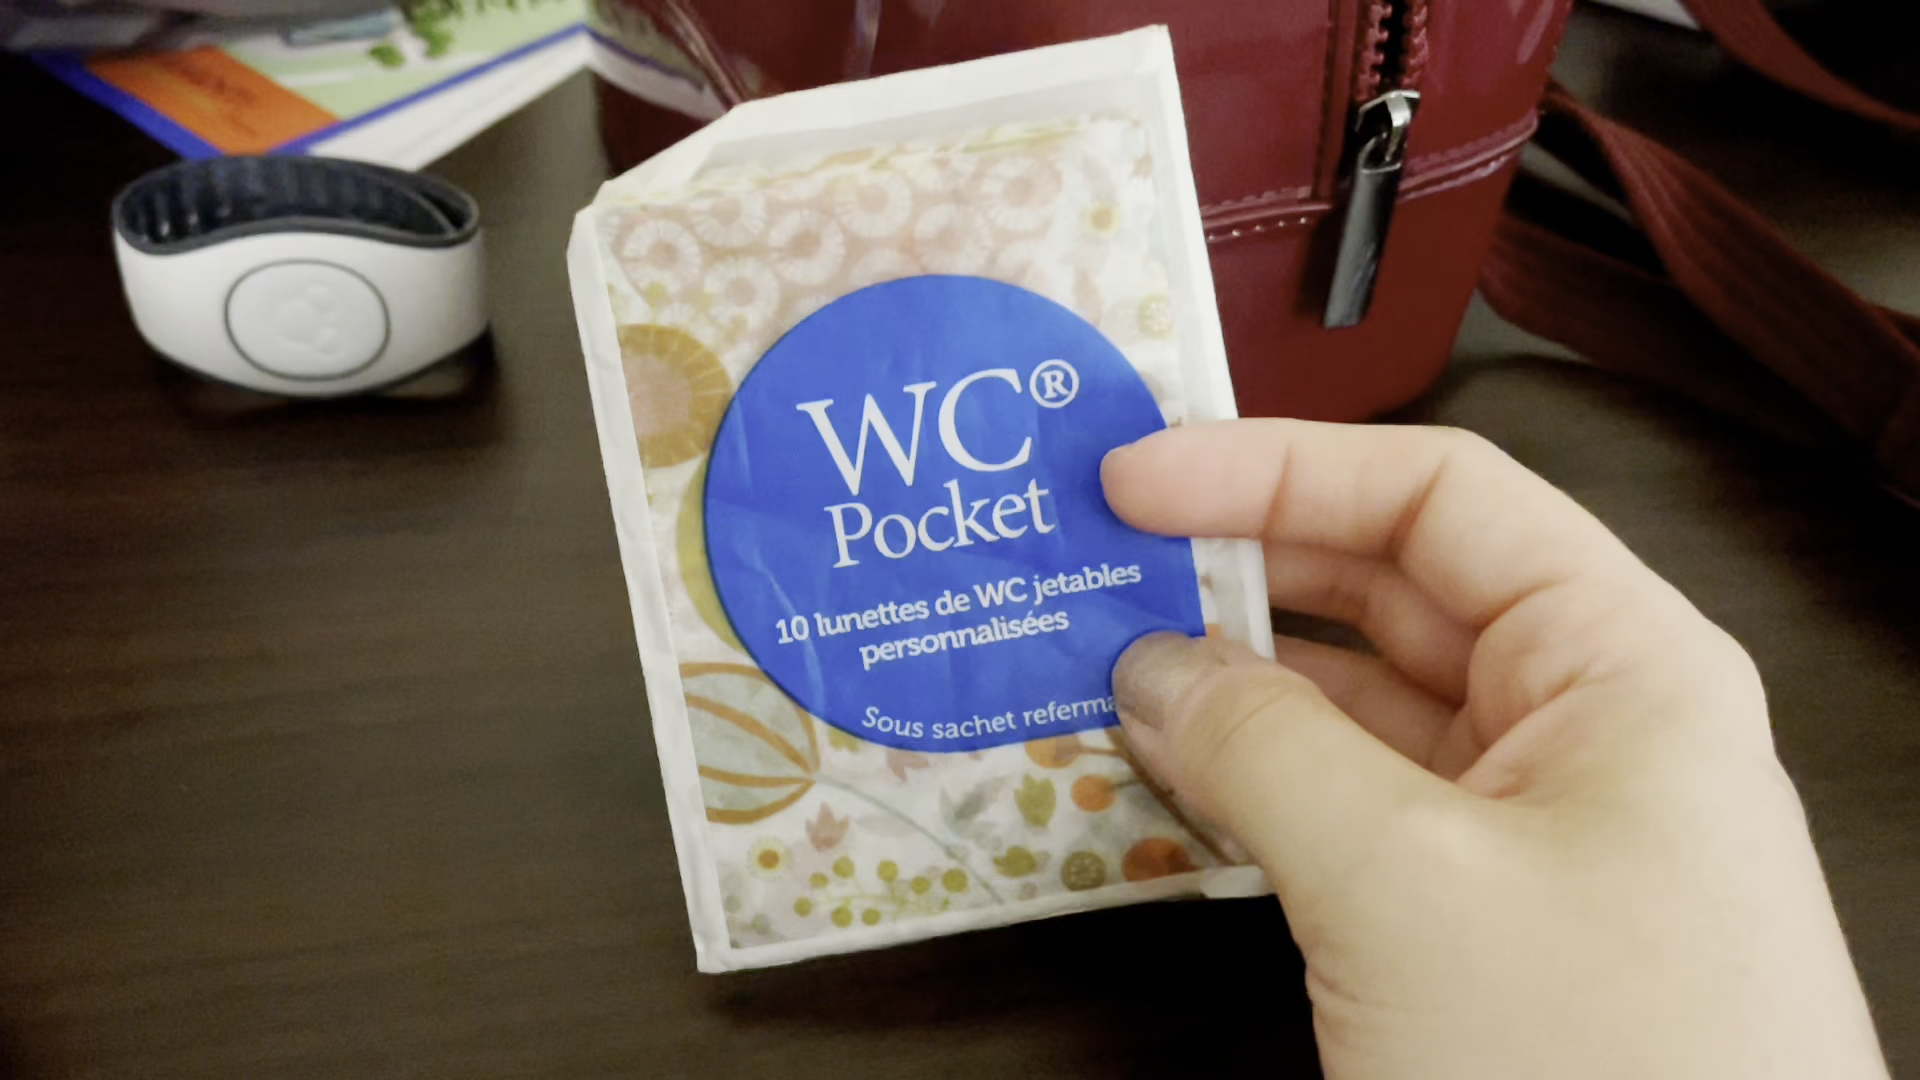 WC®
Pocket
10 lunettes de WC jetables
personnalisées
Sous sachet referma